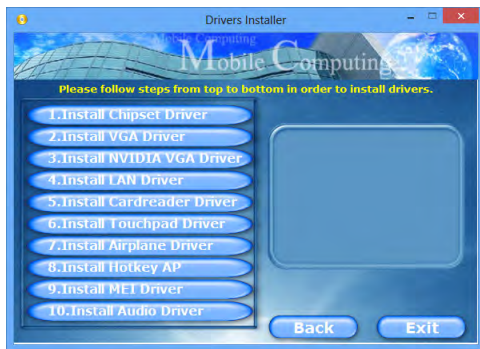 Drivers Installer
Mobile Computing
Mobile Computing
Please follow steps from top to bottom in order to install drivers.
1.Install Chipset Driver
2.Install VGA Driver
3.Install NVIDIA VGA Driver
4.Install LAN Driver
5.Install Cardreader Driver
6.Install Touchpad Driver
7.Install Airplane Driver
8.Install Hotkey AP
9.Install MEI Driver
10.Install Audio Driver
Back
Exit